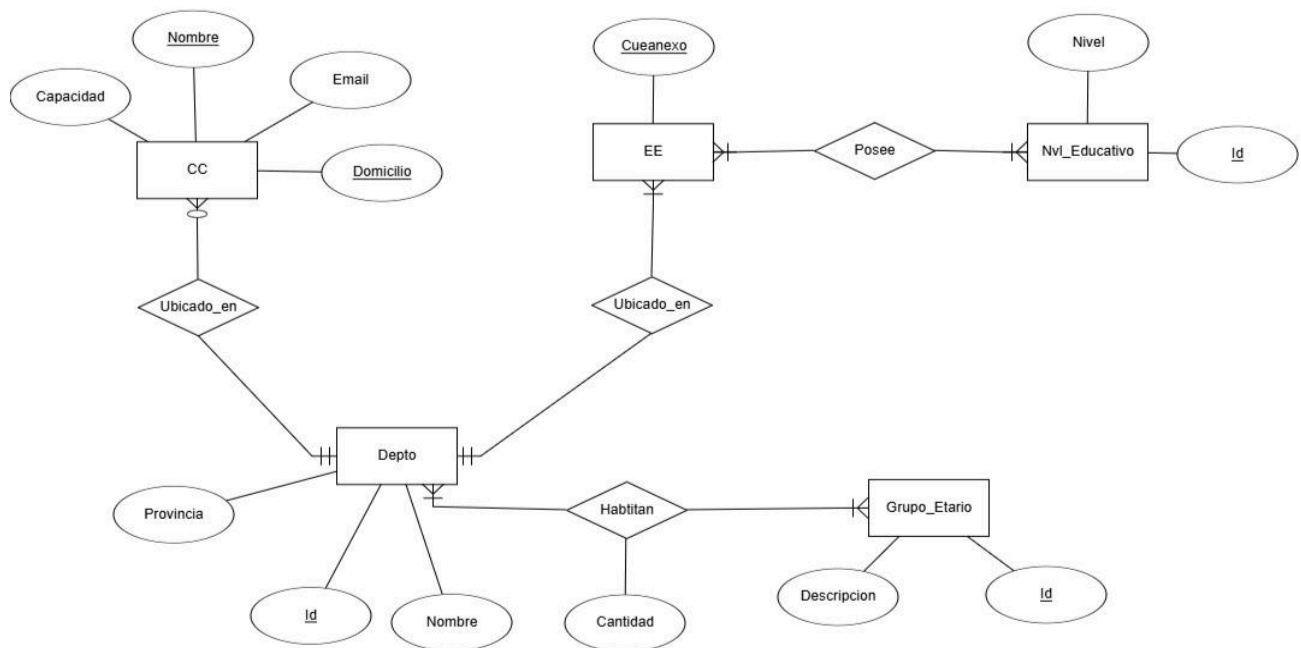 Nombre
Capacidad
Email
CC
Domicilio
Ubicado_en
Cueanexo
EE
Posee
Nivel
Nvl_Educativo
Id
Ubicado_en
Depto
Provincia
Id
Nombre
Habtitan
Cantidad
Grupo_Etario
Descripcion
Id